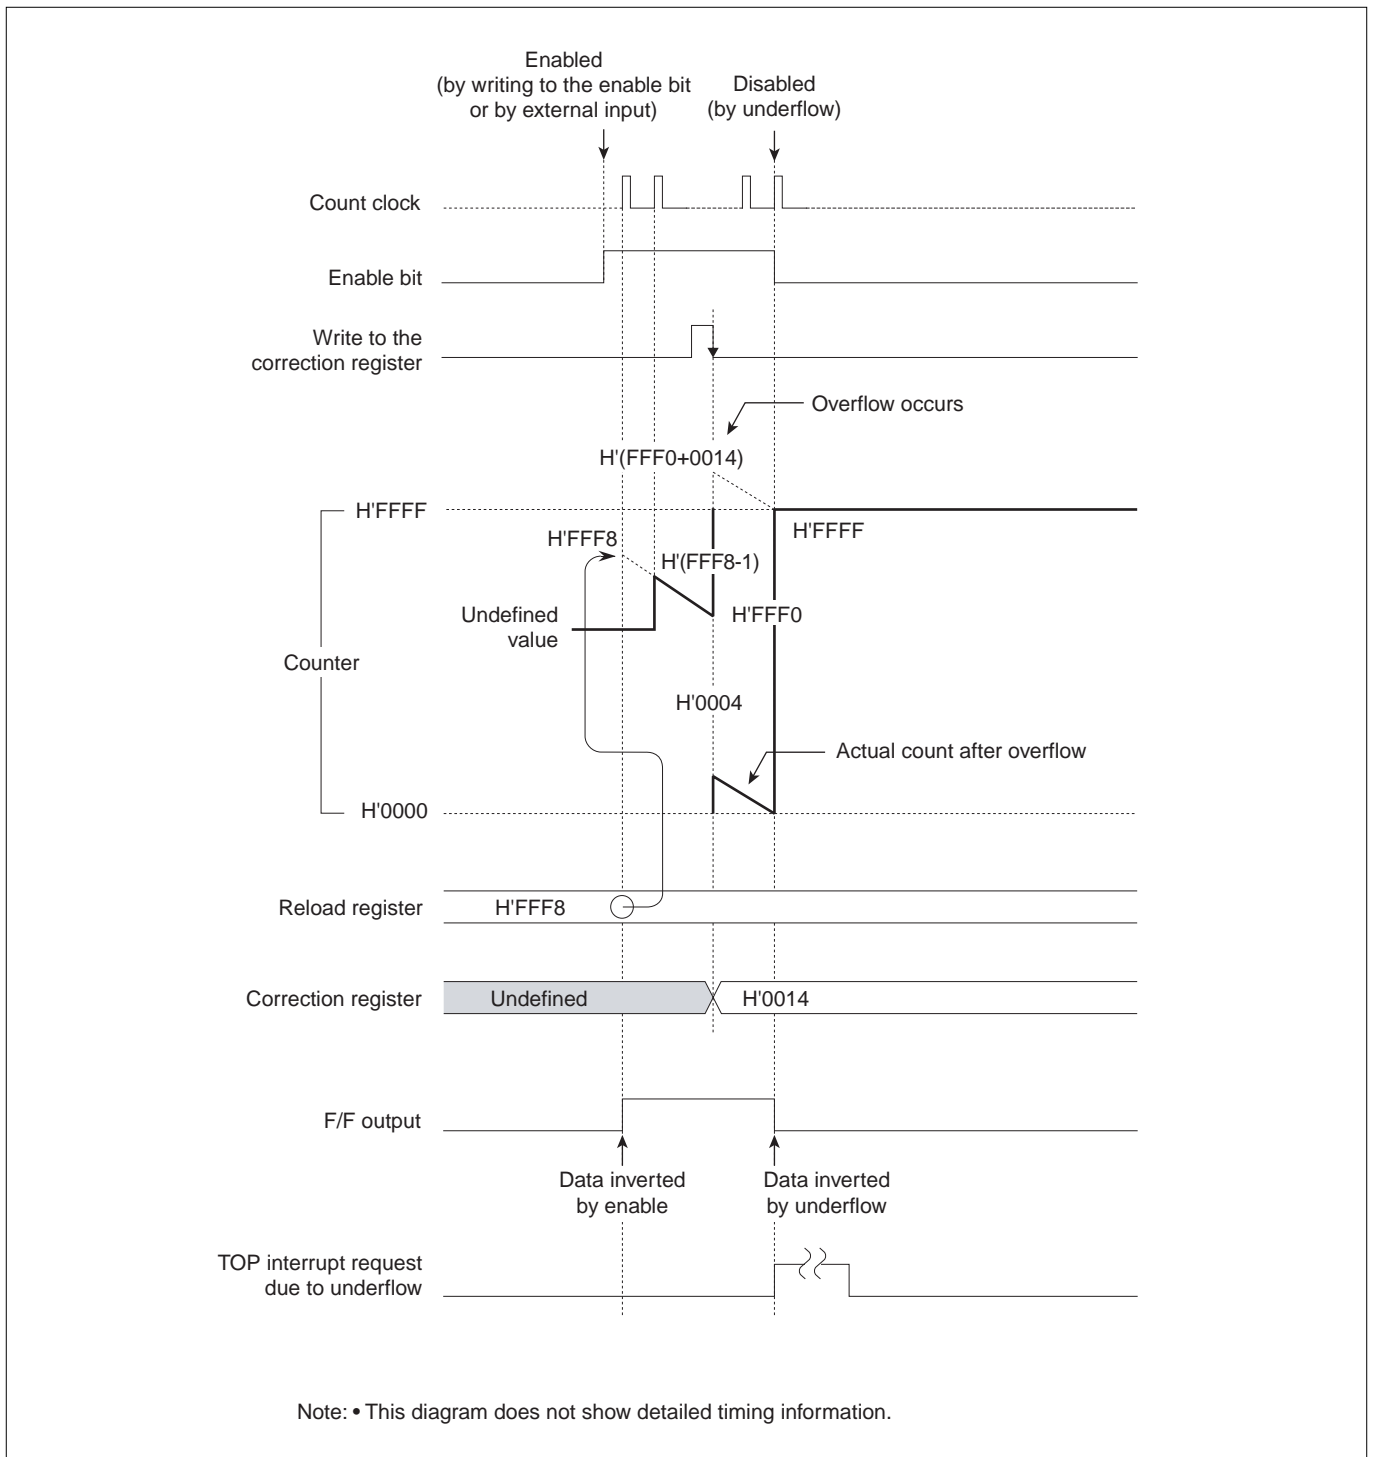 Enabled
(by writing to the enable bit
or by external input)
Disabled
(by underflow)
Count clock
Enable bit
Write to the
correction register
Overflow occurs
H'(FFF0+0014)
H'FFFF
H'FFFF
H'FFF8
H'(FFF8-1)
Undefined
value
H'FFF0
Counter
H'0004
Actual count after overflow
H'0000
Reload register
H'FFF8
Correction register
Undefined
H'0014
F/F output
Data inverted
by enable
Data inverted
by underflow
TOP interrupt request
due to underflow
Note: • This diagram does not show detailed timing information.